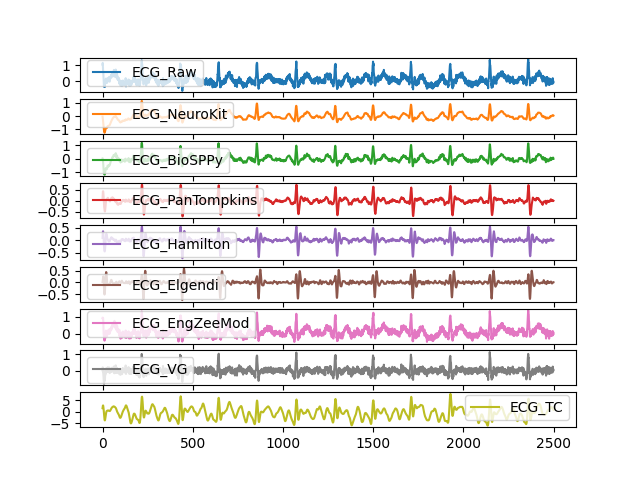 1
0
ECG_Raw
1
0
−1
ECG_NeuroKit
1
0
−1
ECG_BioSPPy
0.5
0.0
−0.5
ECG_PanTompkins
0.5
0.0
−0.5
ECG_Hamilton
0.5
0.0
−0.5
ECG_Elgendi
1
0
ECG_EngZeeMod
1
0
ECG_VG
5
0
−5
ECG_TC
0 500 1000 1500 2000 2500